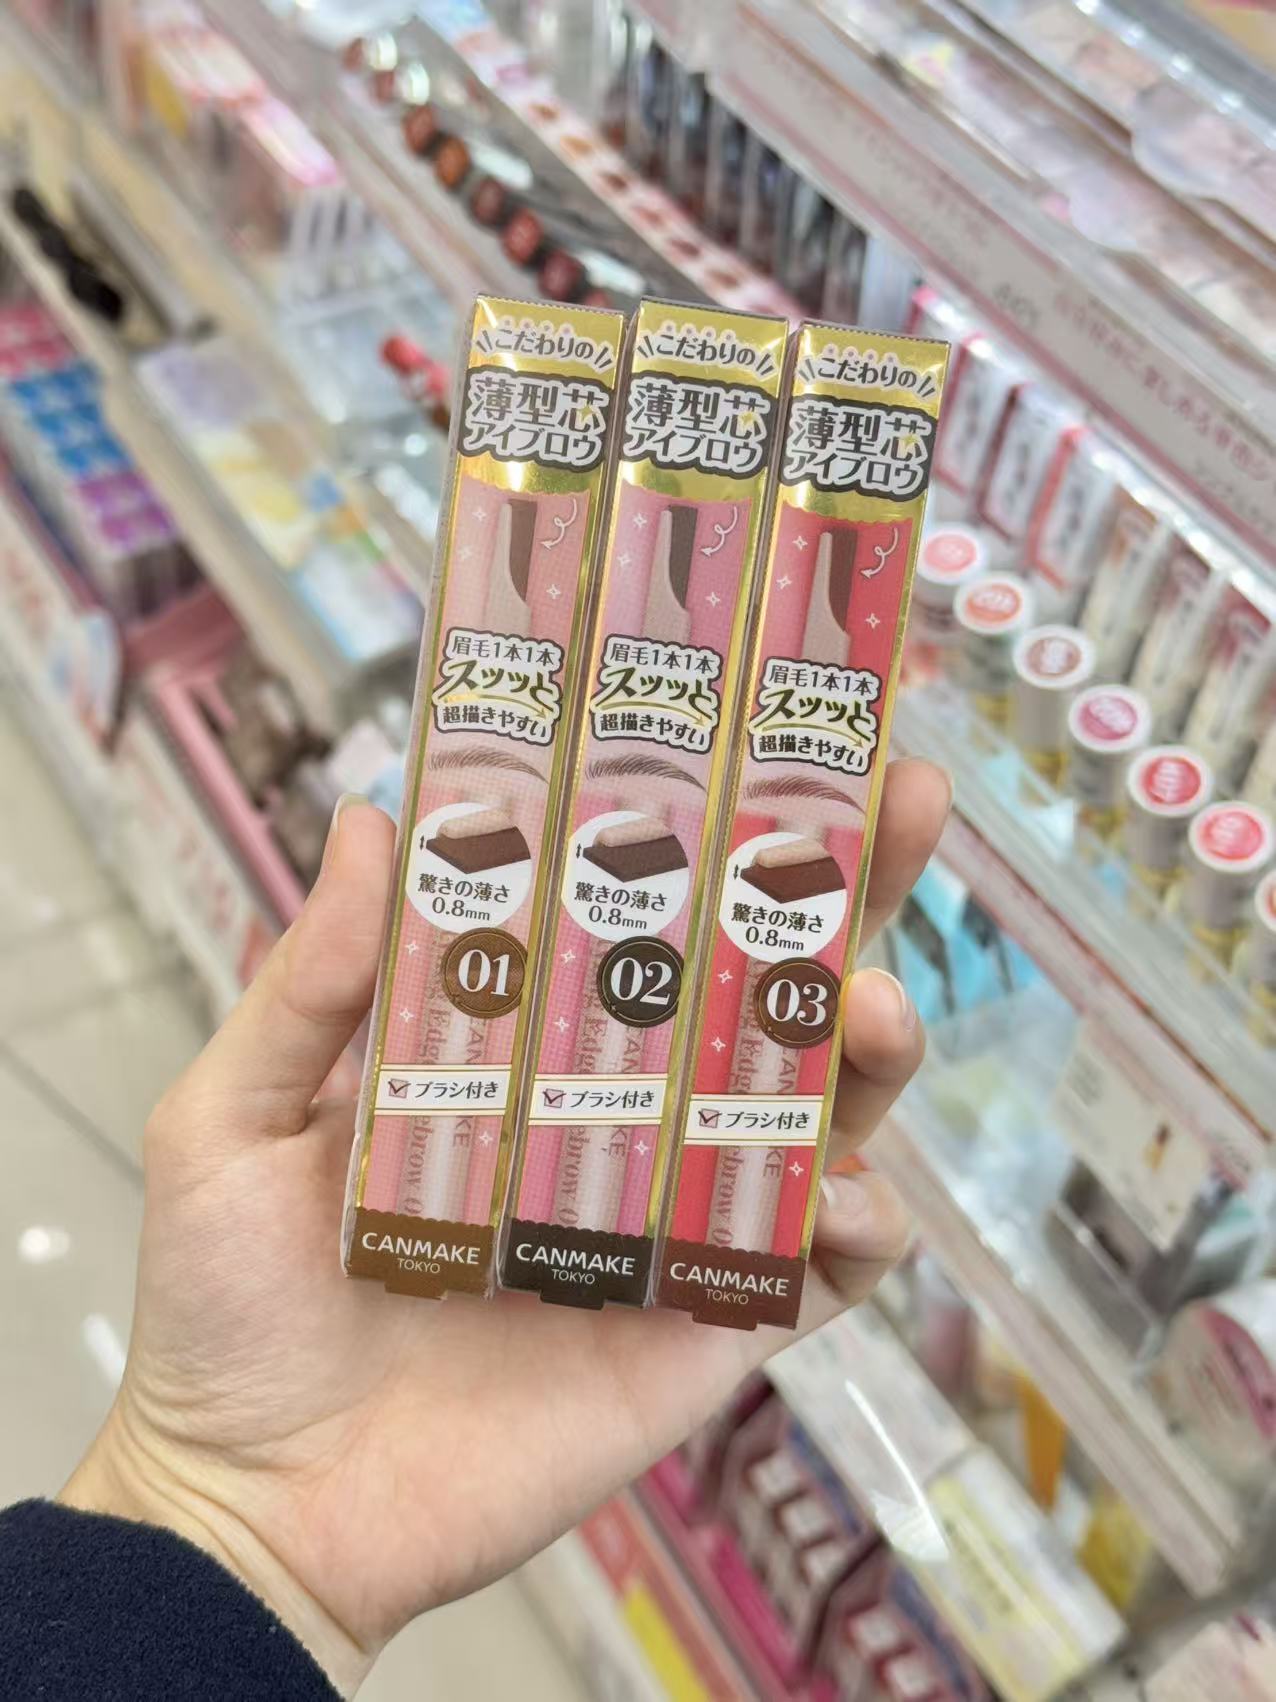 こだわりの
薄型芯
アイブロウ
眉毛1本1本
スッッと
超描きやすい
驚きの薄さ
0.8mm
01
ブラシ付き
CANMAKE
TOKYO
こだわりの
薄型芯
アイブロウ
眉毛1本1本
スッッと
超描きやすい
驚きの薄さ
0.8mm
02
ブラシ付き
CANMAKE
TOKYO
こだわりの
薄型芯
アイブロウ
眉毛1本1本
スッッと
超描きやすい
驚きの薄さ
0.8mm
03
ブラシ付き
CANMAKE
TOKYO